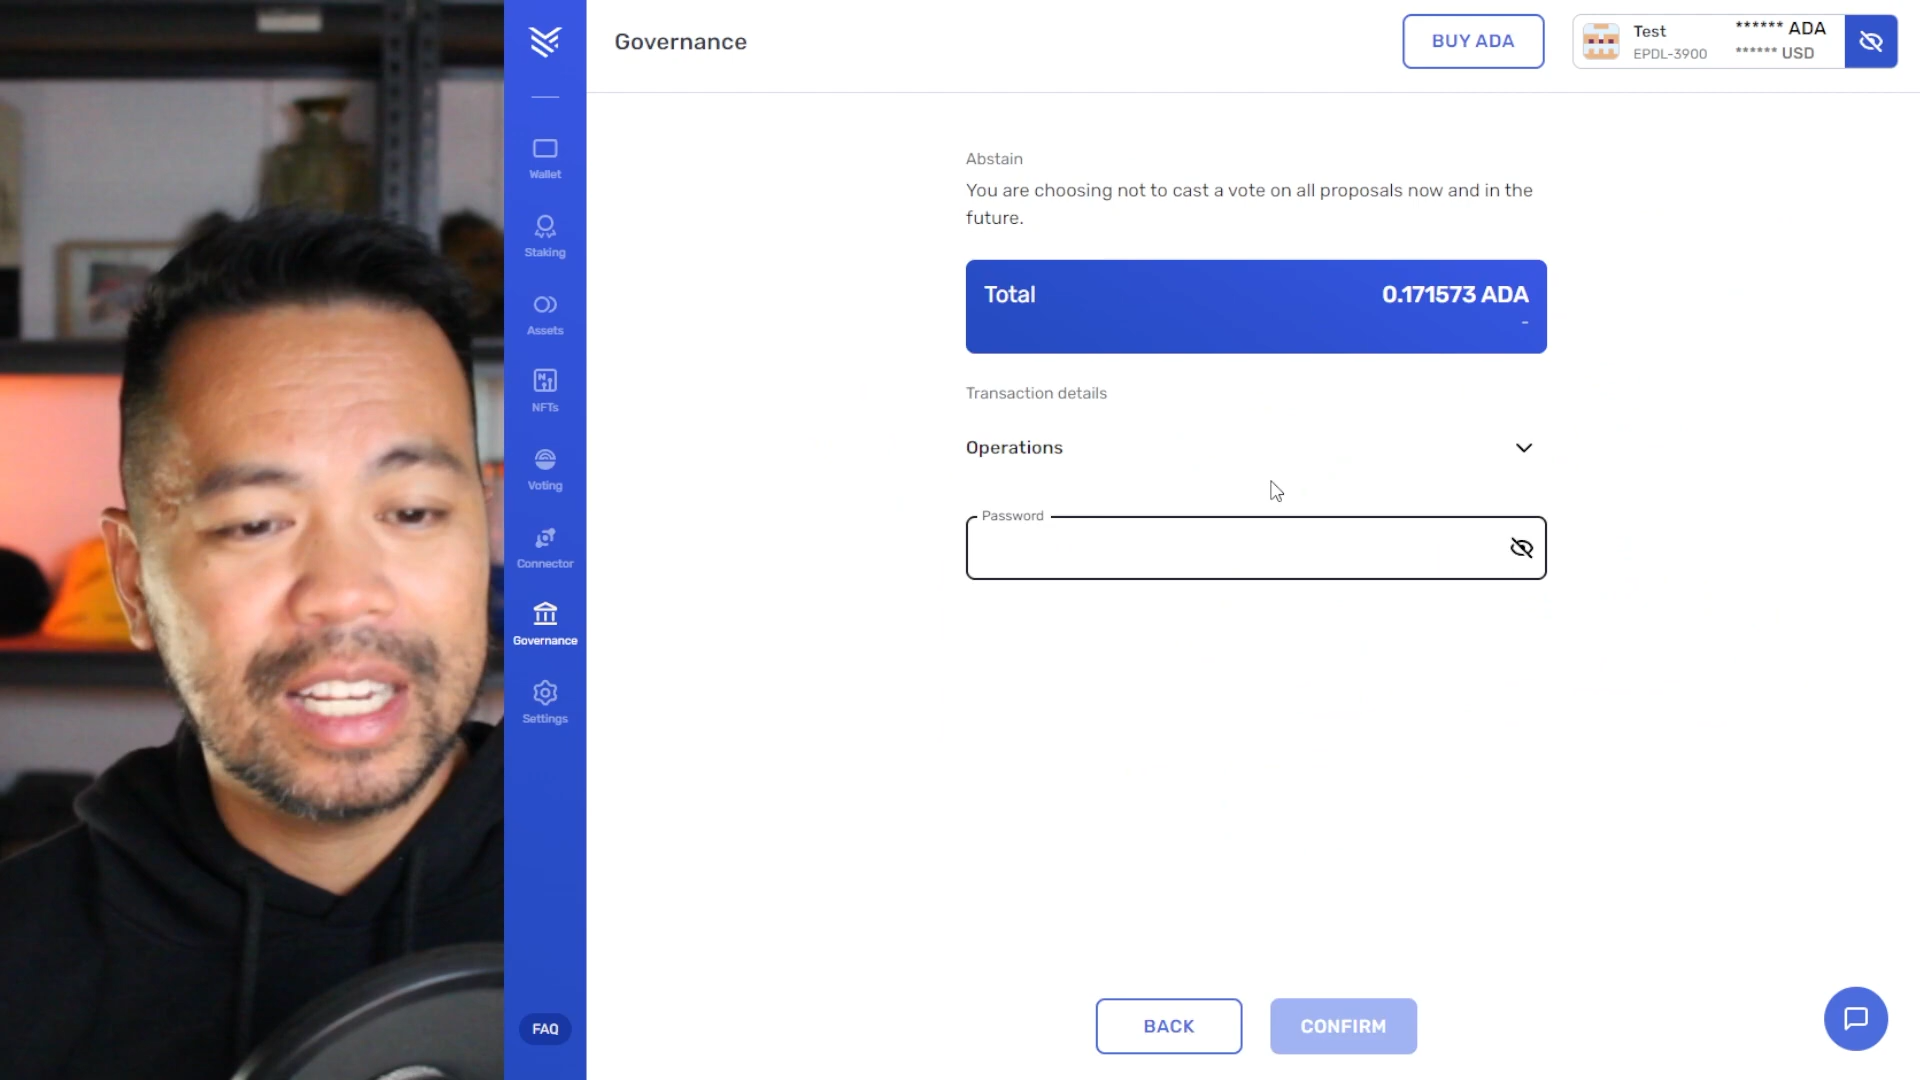 Governance
BUY ADA
Test
EPDL-3900
****** ADA
****** USD
Wallet
Staking
Assets
NFTs
Voting
Connector
Governance
Settings
FAQ
Abstain
You are choosing not to cast a vote on all proposals now and in the
future.
Total
0.171573 ADA
-
Transaction details
Operations
Password
BACK
CONFIRM